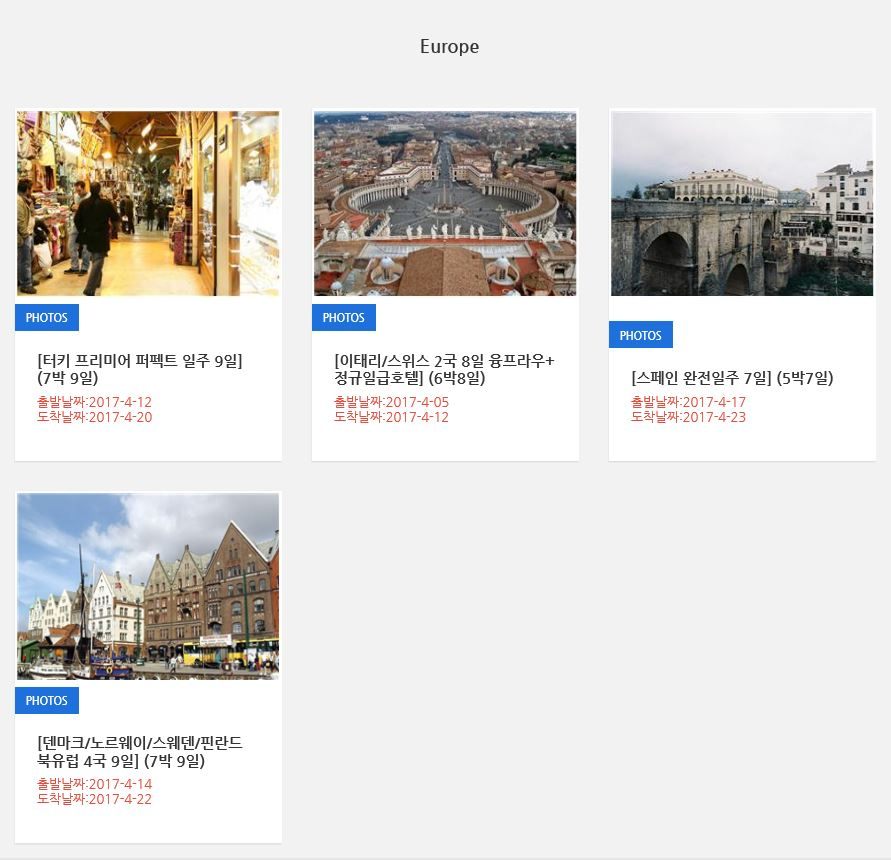 Europe
PHOTOS
[터키 프리미어 퍼펙트 일주 9일]
(7박 9일)
출발날짜:2017-4-12
도착날짜:2017-4-20
PHOTOS
[이태리/스위스 2국 8일 융프라우+
정규일급호텔] (6박8일)
출발날짜:2017-4-05
도착날짜:2017-4-12
PHOTOS
[스페인 완전일주 7일] (5박7일)
출발날짜:2017-4-17
도착날짜:2017-4-23
PHOTOS
[덴마크/노르웨이/스웨덴/핀란드
북유럽 4국 9일] (7박 9일)
출발날짜:2017-4-14
도착날짜:2017-4-22